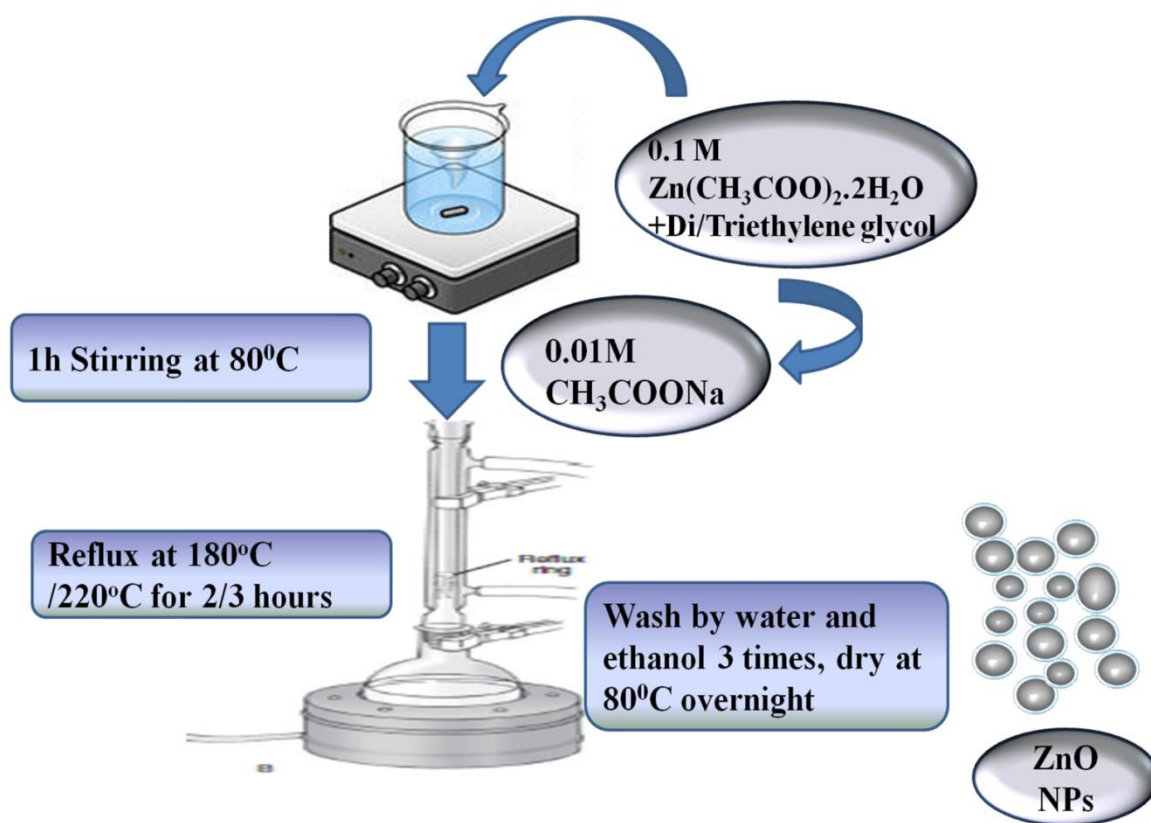 0.1 M
Zn(CH₃COO)₂.2H₂O
+Di/Triethylene glycol
0.01M
CH₃COONa
1h Stirring at 80⁰C
Reflux at 180°C
/220°C for 2/3 hours
Reflux
ring
Wash by water and
ethanol 3 times, dry at
80⁰C overnight
B
ZnO
NPs